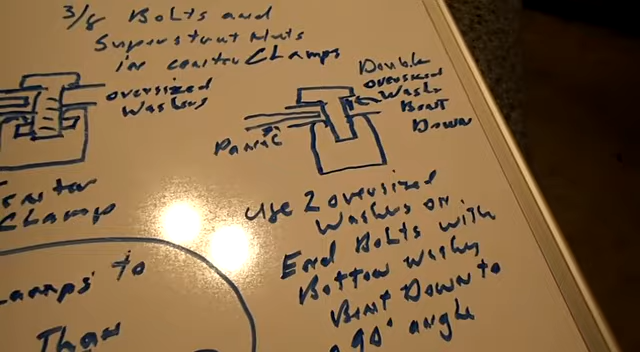 3/8 Bolts and
Superstrut Nuts
in center Clamps
oversized
Washers
Double
oversized
Washer
Bent
Down
Panel
Center
Clamp
Use 2 oversized
Washers on
End Bolts with
Bottom washer
Bent Down to
90° angle
Clamps to
Than